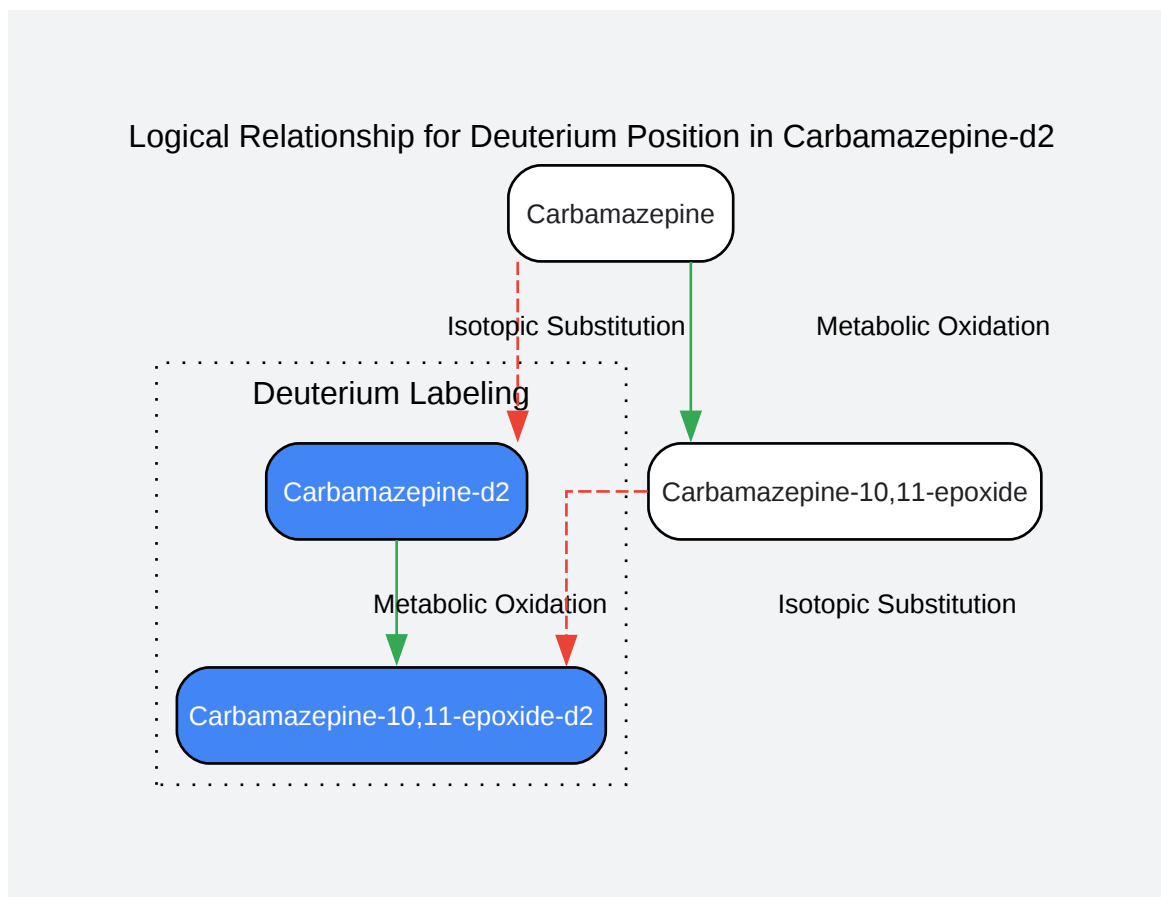 Logical Relationship for Deuterium Position in Carbamazepine-d2
Carbamazepine
Isotopic Substitution
Metabolic Oxidation
Deuterium Labeling
Carbamazepine-d2
Carbamazepine-10,11-epoxide
Metabolic Oxidation
Isotopic Substitution
Carbamazepine-10,11-epoxide-d2